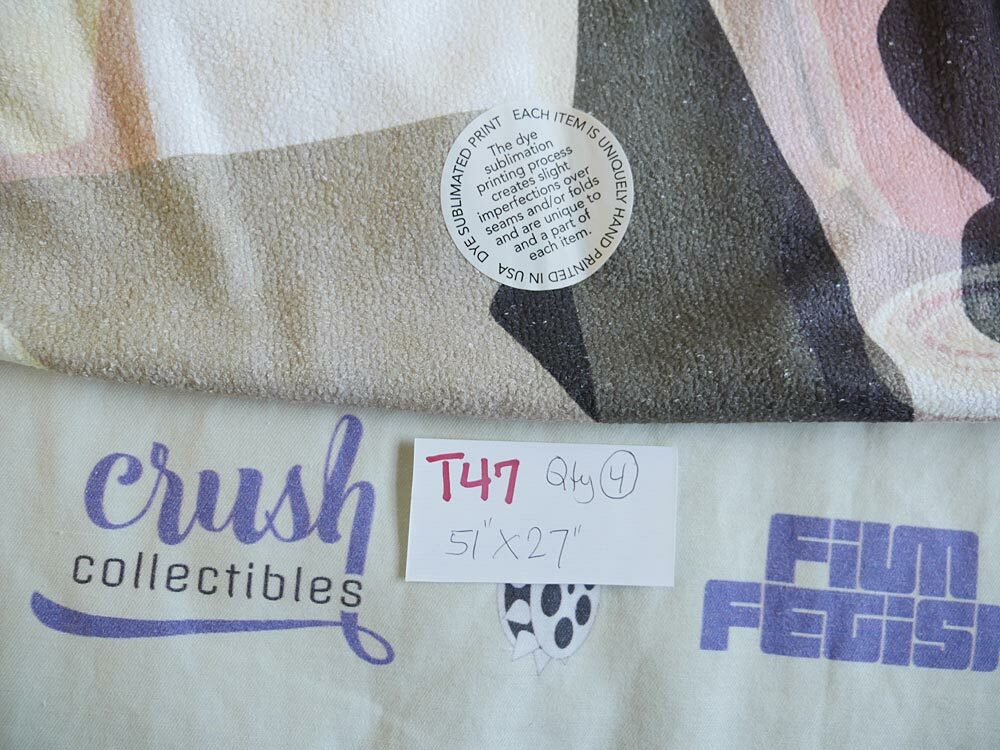 DYE SUBLIMATED PRINT EACH ITEM IS UNIQUELY HAND PRINTED IN USA
The dye
sublimation
printing process
creates slight
imperfections over
seams and/or folds
and are unique to
and a part of
each item.
crush
collectibles
T47 Qty 4
51" X 27"
FILM
FETISH